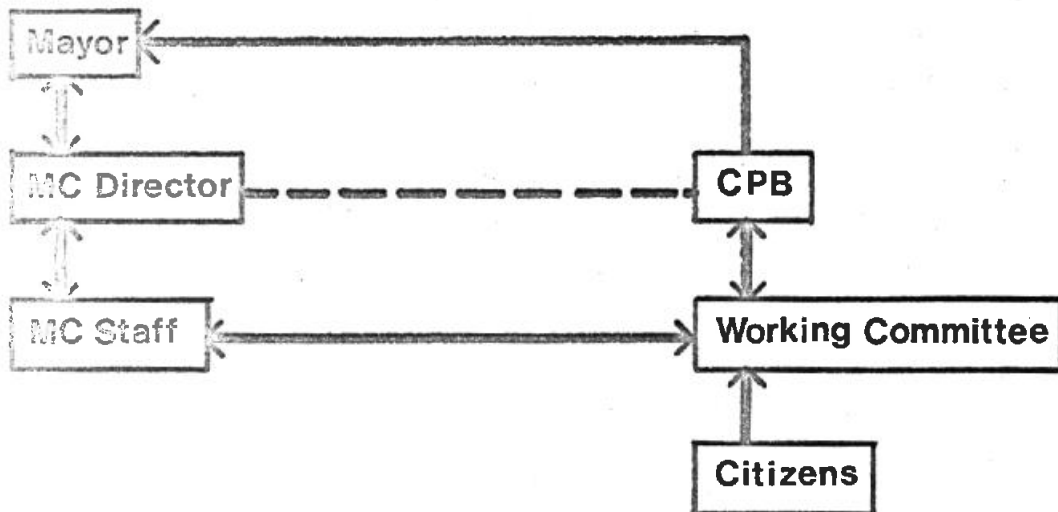 Mayor
MC Director
CPB
MC Staff
Working Committee
Citizens